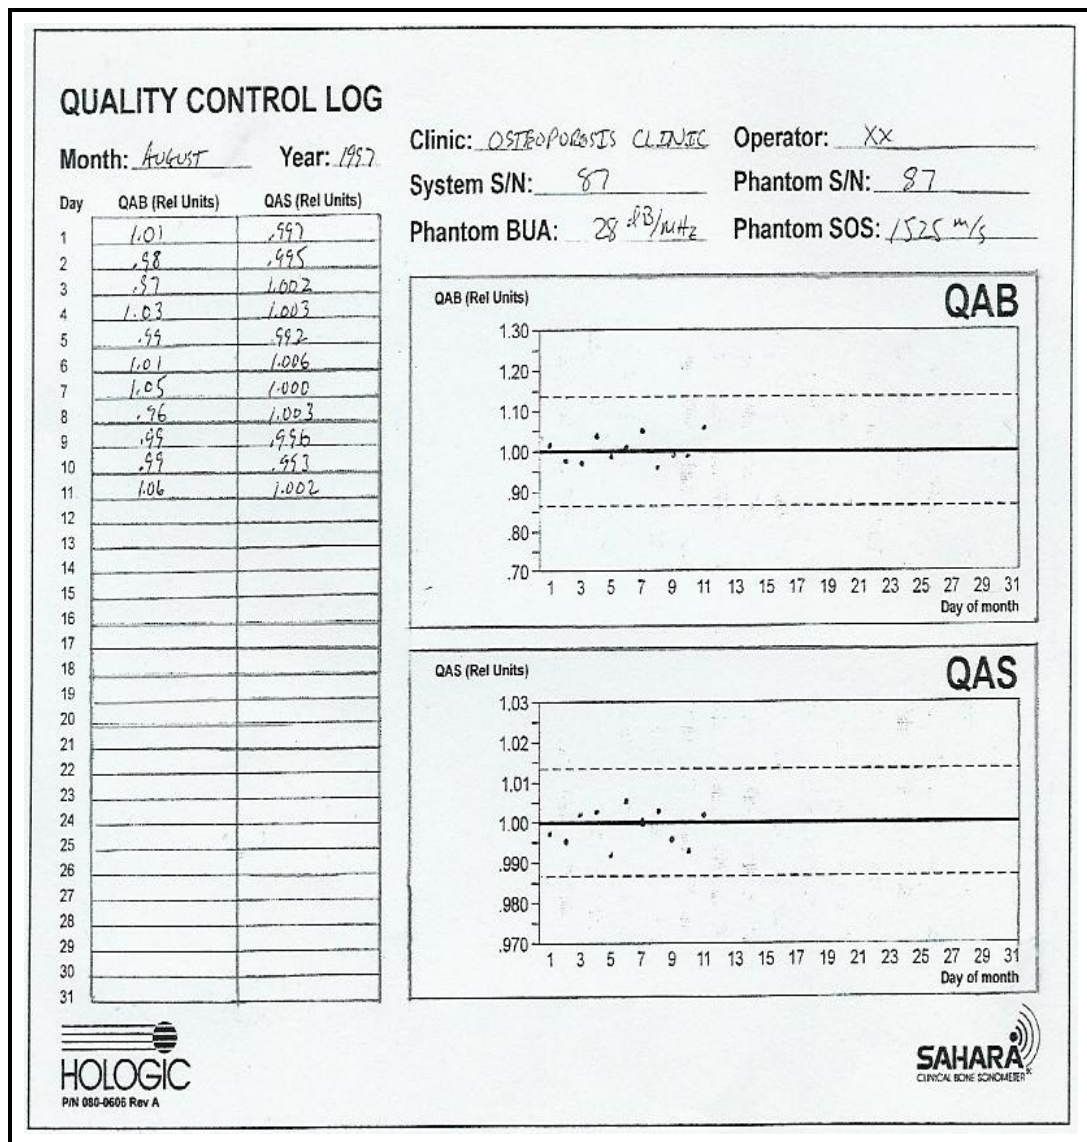 QUALITY CONTROL LOG
Month: AUGUST Year: 1997
Clinic: OSTEOPOROSIS CLINIC Operator: XX
System S/N: 87 Phantom S/N: 87
Phantom BUA: 28 dB/MHz Phantom SOS: 1525 m/s
Day QAB (Rel Units) QAS (Rel Units)
1 1.01 .997
2 .98 .995
3 .97 1.002
4 1.03 1.003
5 .99 .992
6 1.01 1.006
7 1.05 1.000
8 .96 1.003
9 .99 .996
10 .99 .993
11 1.06 1.002
12
13
14
15
16
17
18
19
20
21
22
23
24
25
26
27
28
29
30
31
QAB (Rel Units) QAB
1.30
1.20
1.10
1.00
.90
.80
.70
1 3 5 7 9 11 13 15 17 19 21 23 25 27 29 31
Day of month
QAS (Rel Units) QAS
1.03
1.02
1.01
1.00
.990
.980
.970
1 3 5 7 9 11 13 15 17 19 21 23 25 27 29 31
Day of month
HOLOGIC
P/N 080-0606 Rev A
SAHARA
CLINICAL BONE SONOMETER